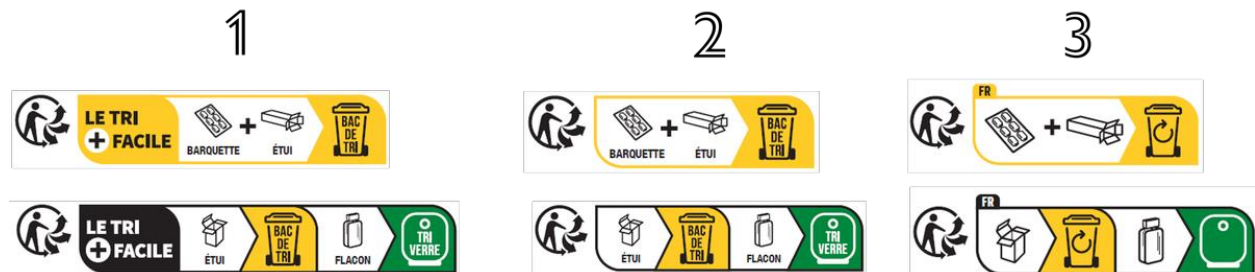 1 2 3
LE TRI
+ FACILE
BARQUETTE
+
ÉTUI
BAC
DE
TRI
BARQUETTE
+
ÉTUI
BAC
DE
TRI
FR
+
LE TRI
+ FACILE
ÉTUI
BAC
DE
TRI
FLACON
TRI
VERRE
ÉTUI
BAC
DE
TRI
FLACON
TRI
VERRE
FR